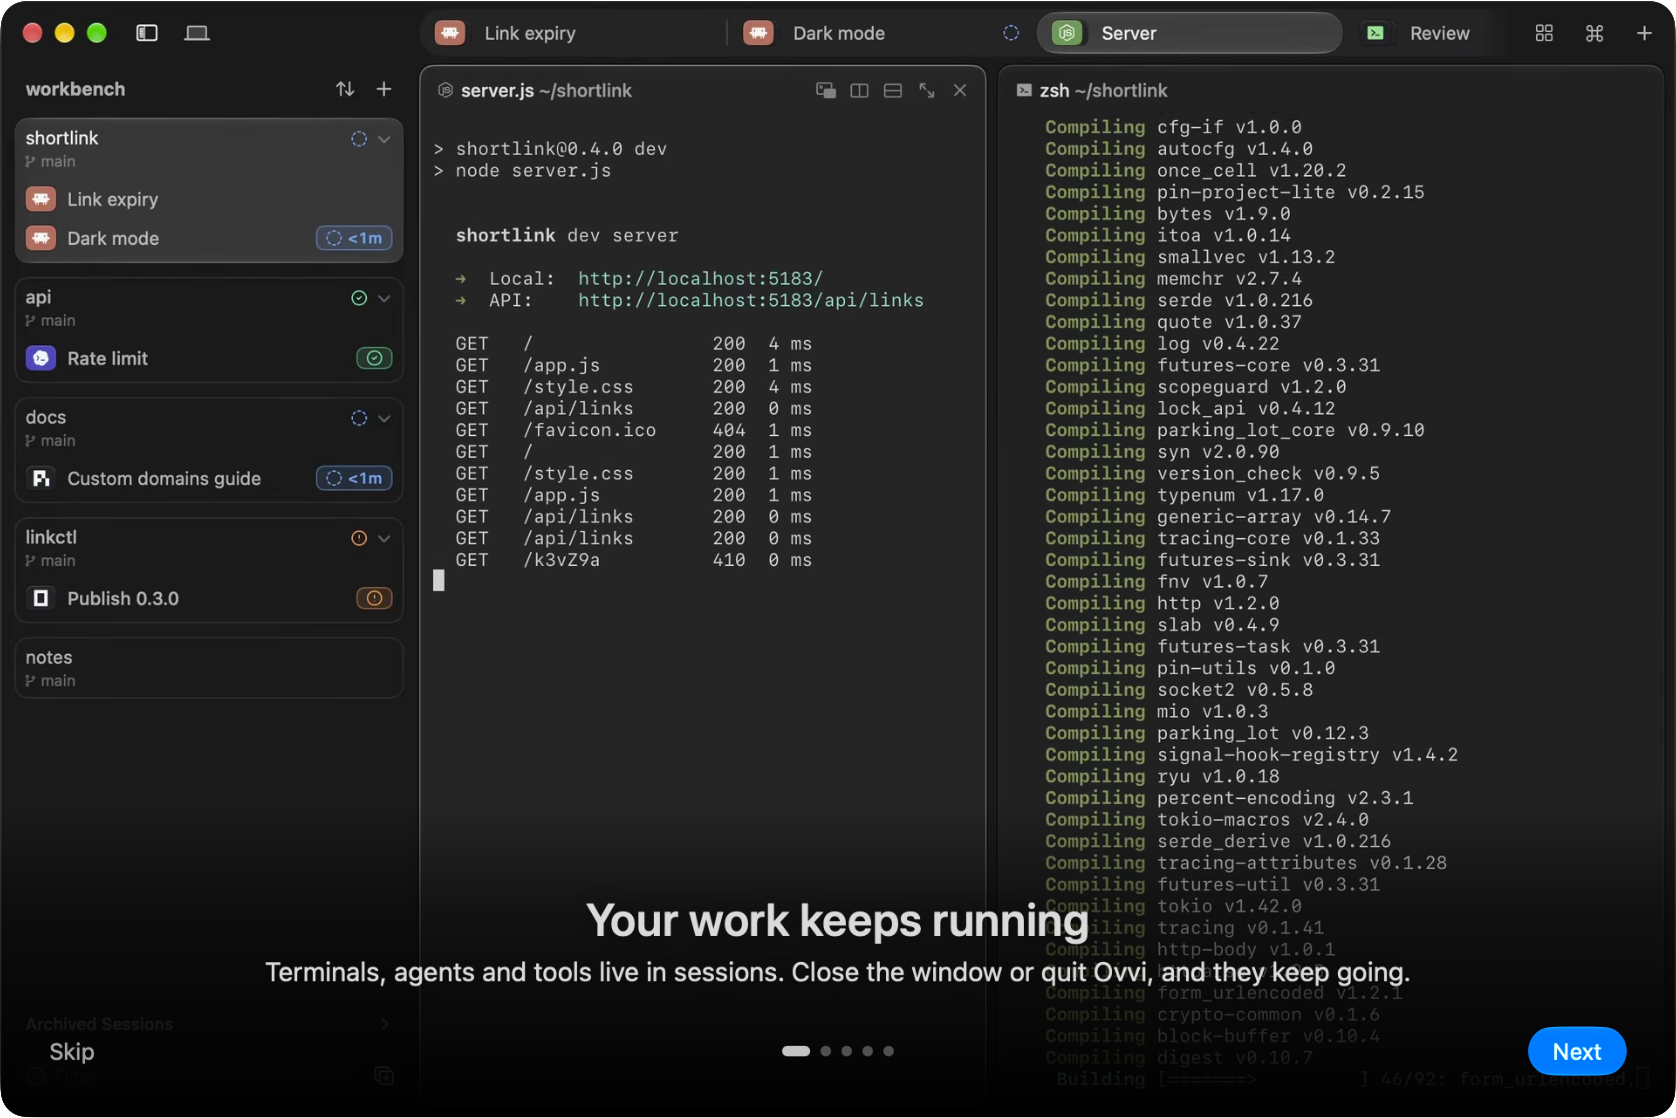 Link expiry
Dark mode
Server
Review
workbench
shortlink
main
Link expiry
Dark mode
<1m
api
main
Rate limit
docs
main
Custom domains guide
<1m
linkctl
main
Publish 0.3.0
notes
main
Archived Sessions
server.js ~/shortlink
> shortlink@0.4.0 dev
> node server.js
shortlink dev server
→ Local: http://localhost:5183/
→ API: http://localhost:5183/api/links
GET / 200 4 ms
GET /app.js 200 1 ms
GET /style.css 200 4 ms
GET /api/links 200 0 ms
GET /favicon.ico 404 1 ms
GET / 200 1 ms
GET /style.css 200 1 ms
GET /app.js 200 1 ms
GET /api/links 200 0 ms
GET /api/links 200 0 ms
GET /k3vZ9a 410 0 ms
zsh ~/shortlink
Compiling cfg-if v1.0.0
Compiling autocfg v1.4.0
Compiling once_cell v1.20.2
Compiling pin-project-lite v0.2.15
Compiling bytes v1.9.0
Compiling itoa v1.0.14
Compiling smallvec v1.13.2
Compiling memchr v2.7.4
Compiling serde v1.0.216
Compiling quote v1.0.37
Compiling log v0.4.22
Compiling futures-core v0.3.31
Compiling scopeguard v1.2.0
Compiling lock_api v0.4.12
Compiling parking_lot_core v0.9.10
Compiling syn v2.0.90
Compiling version_check v0.9.5
Compiling typenum v1.17.0
Compiling generic-array v0.14.7
Compiling tracing-core v0.1.33
Compiling futures-sink v0.3.31
Compiling fnv v1.0.7
Compiling http v1.2.0
Compiling slab v0.4.9
Compiling futures-task v0.3.31
Compiling pin-utils v0.1.0
Compiling socket2 v0.5.8
Compiling mio v1.0.3
Compiling parking_lot v0.12.3
Compiling signal-hook-registry v1.4.2
Compiling ryu v1.0.18
Compiling percent-encoding v2.3.1
Compiling tokio-macros v2.4.0
Compiling serde_derive v1.0.216
Compiling tracing-attributes v0.1.28
Compiling futures-util v0.3.31
Compiling tokio v1.42.0
Compiling tracing v0.1.41
Compiling http-body v1.0.1
Compiling form_urlencoded v1.2.1
Compiling crypto-common v0.1.6
Compiling block-buffer v0.10.4
Compiling digest v0.10.7
Building [=======> ] 46/92: form_urlencoded,
Your work keeps running
Terminals, agents and tools live in sessions. Close the window or quit Ovvi, and they keep going.
Skip
Next